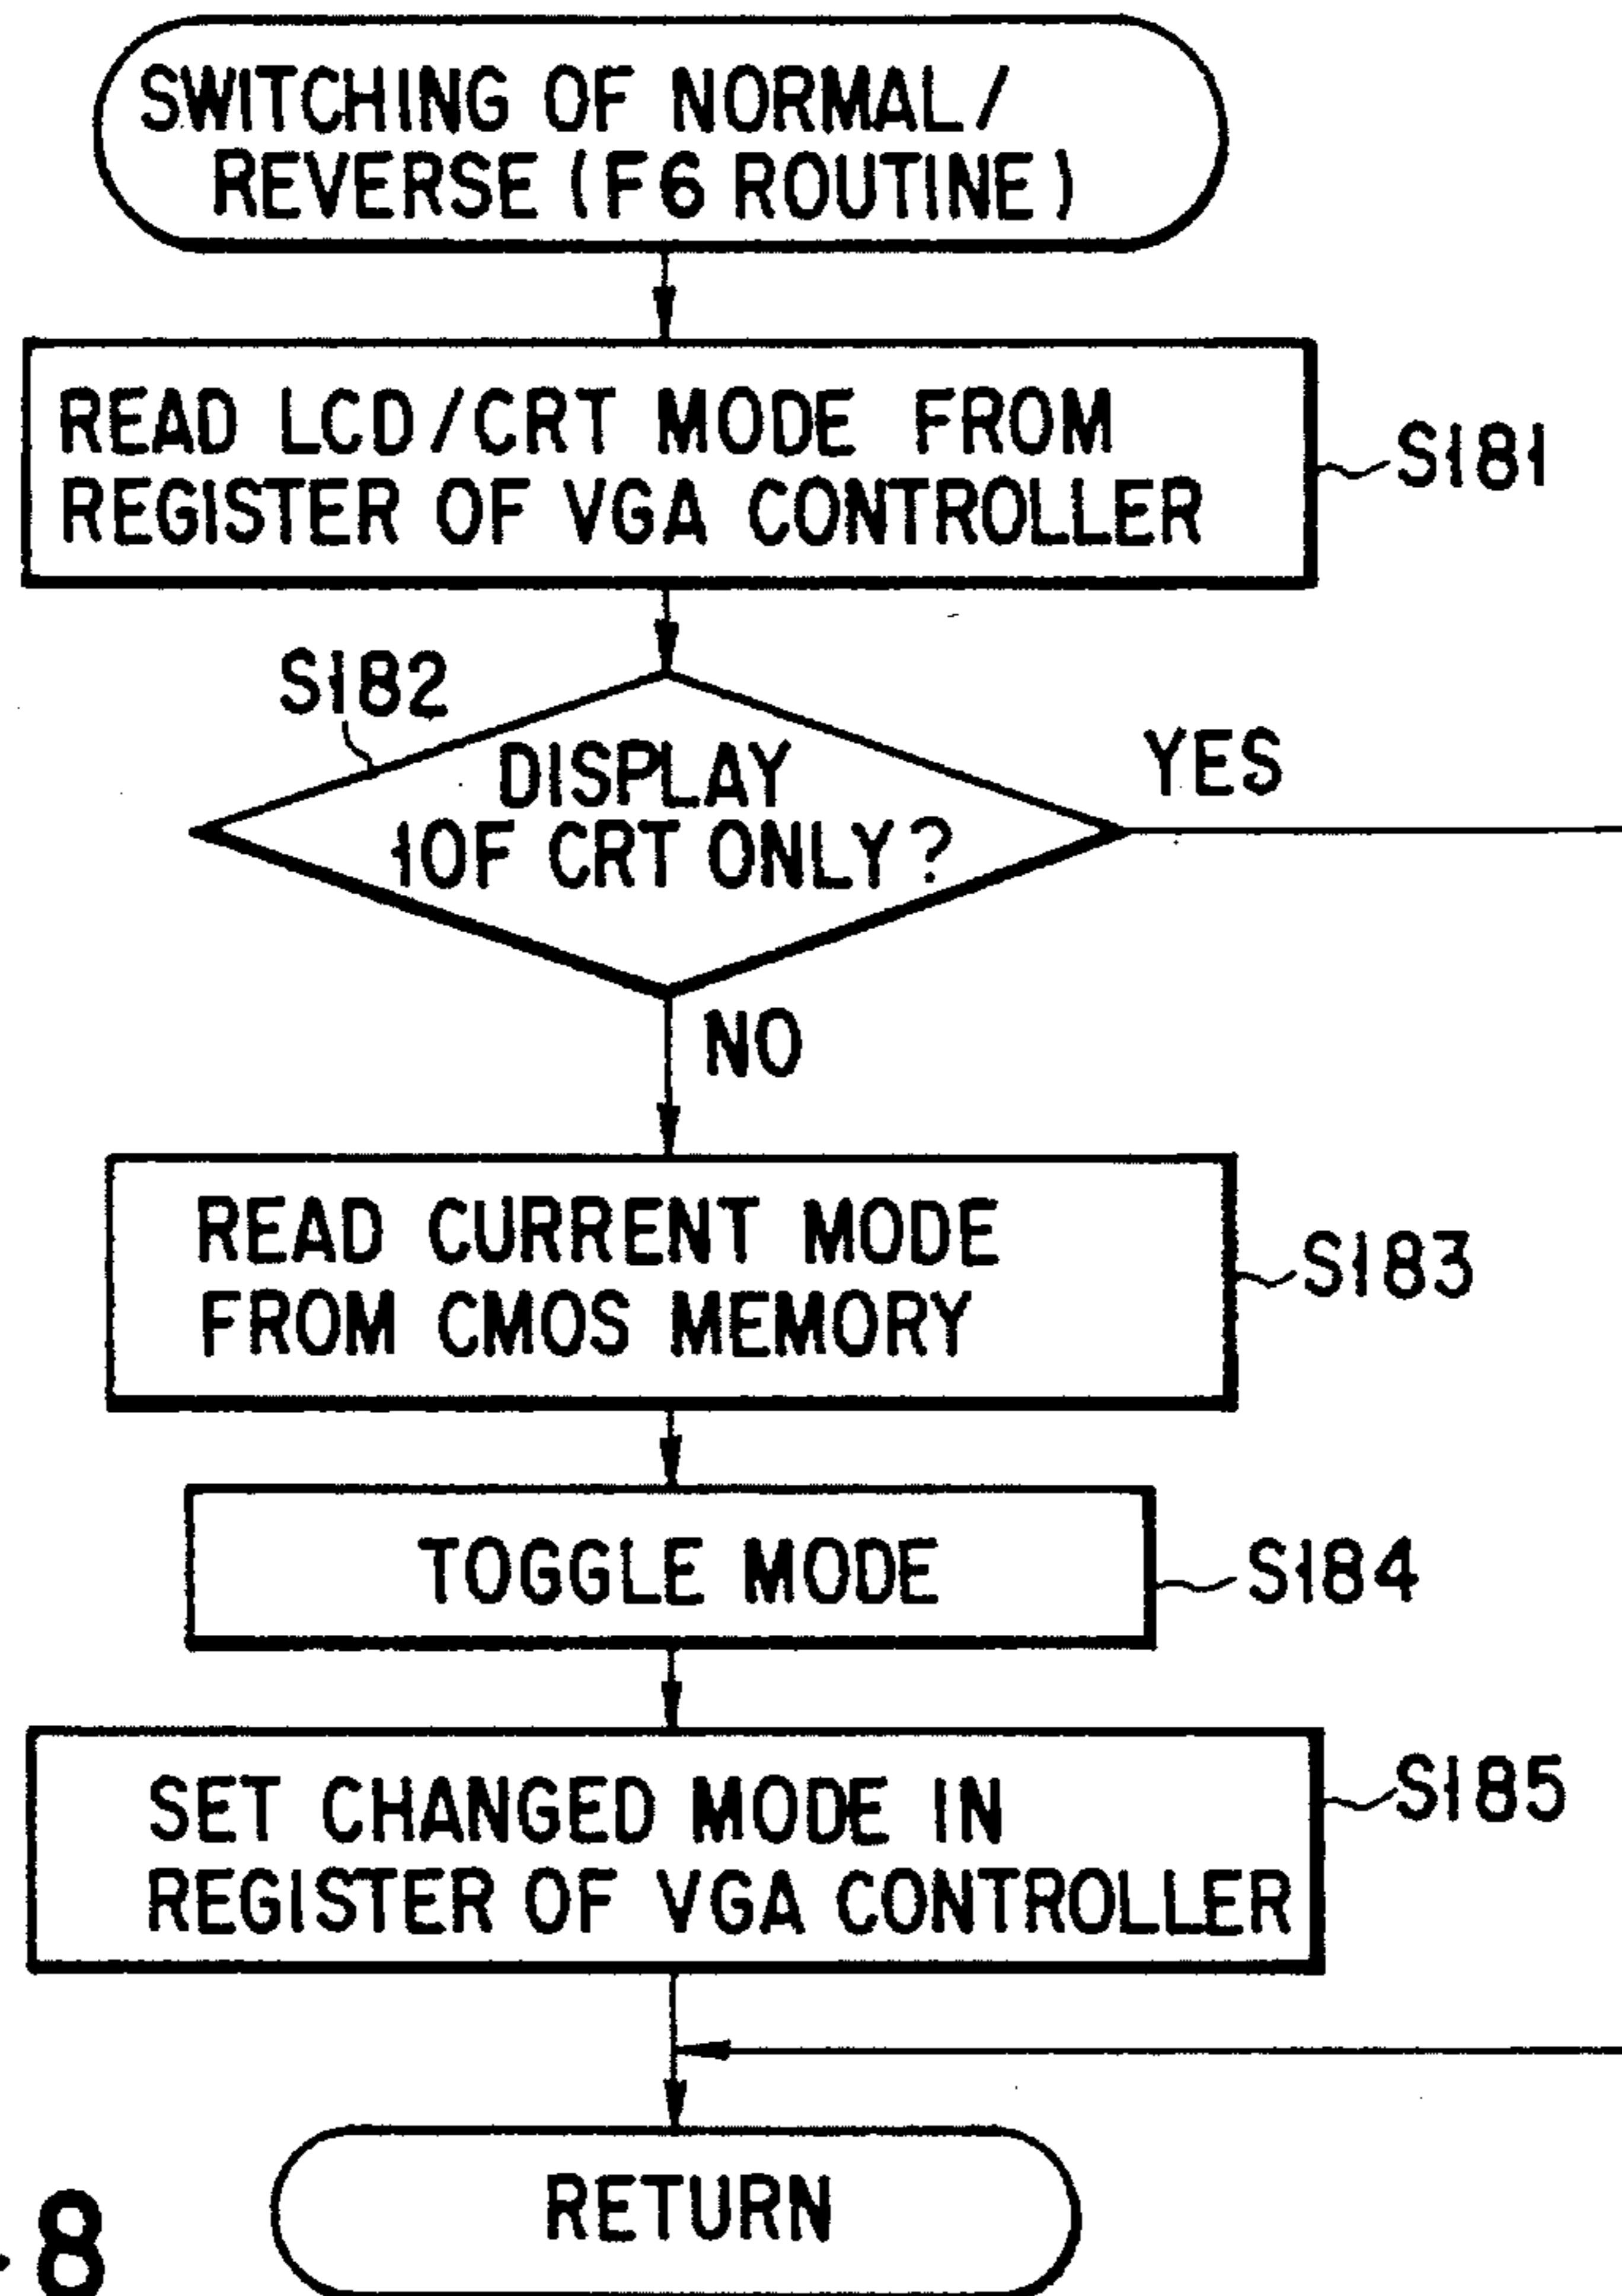 SWITCHING OF NORMAL/
REVERSE (F6 ROUTINE)
READ LCD/CRT MODE FROM
REGISTER OF VGA CONTROLLER
S181
S182
DISPLAY
1OF CRT ONLY?
YES
NO
READ CURRENT MODE
FROM CMOS MEMORY
S183
TOGGLE MODE
S184
SET CHANGED MODE IN
REGISTER OF VGA CONTROLLER
S185
RETURN
8